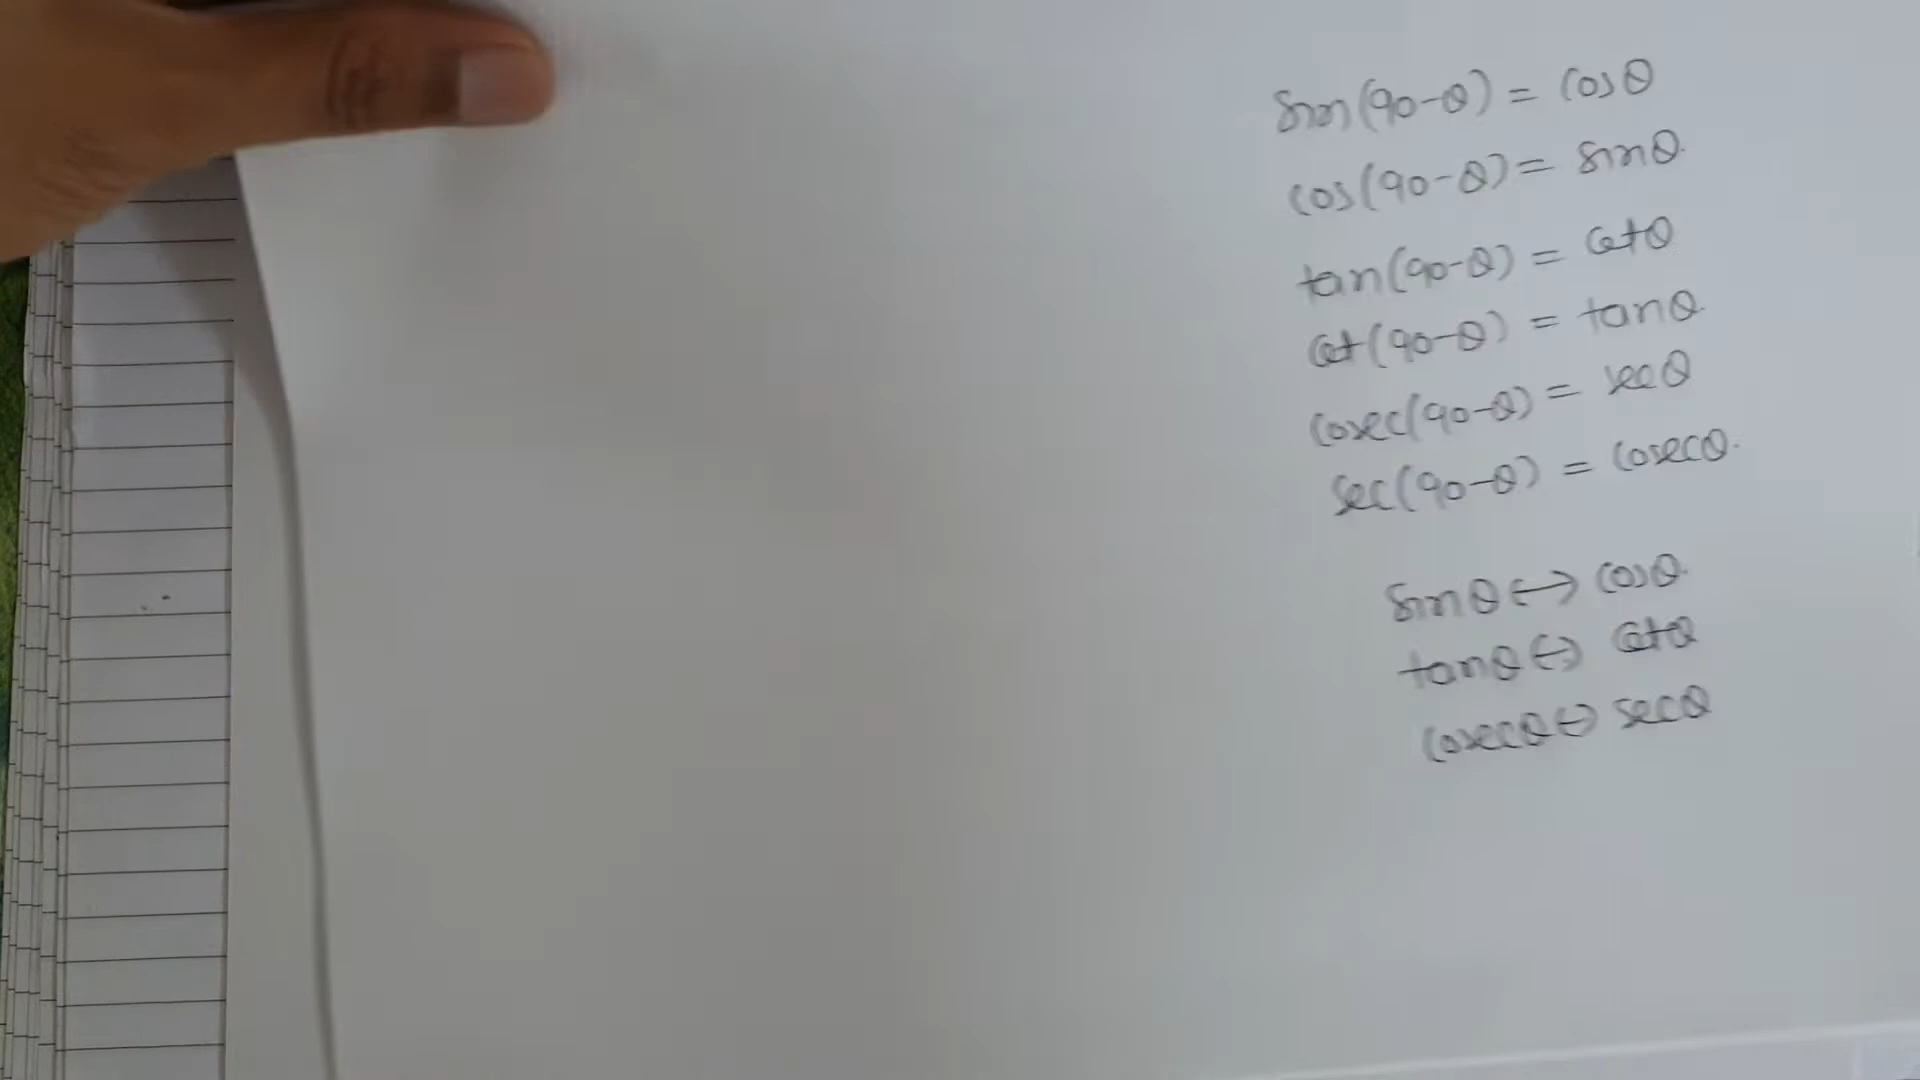 sin(90-θ) = cosθ
cos(90-θ) = sinθ.
tan(90-θ) = cotθ
cot(90-θ) = tanθ.
cosec(90-θ) = secθ
sec(90-θ) = cosecθ.
sinθ ↔ cosθ.
tanθ ↔ cotθ
cosecθ ↔ secθ